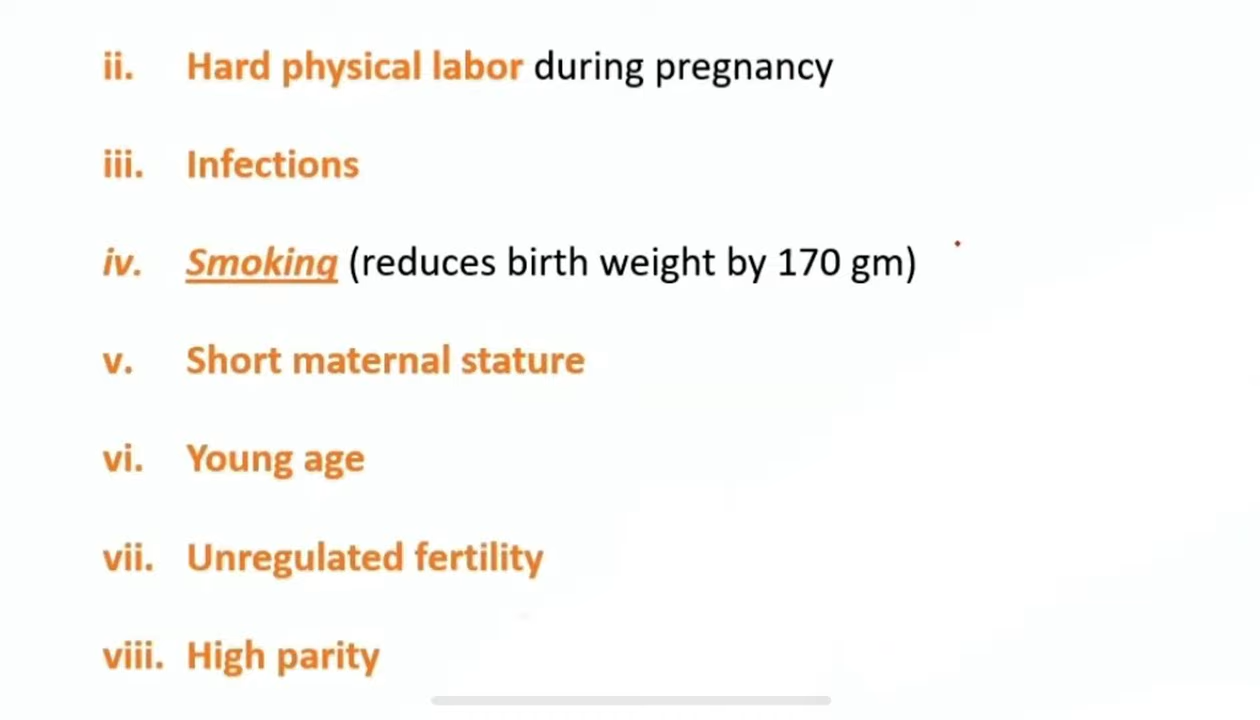 ii. Hard physical labor during pregnancy
iii. Infections
iv. Smoking (reduces birth weight by 170 gm)
v. Short maternal stature
vi. Young age
vii. Unregulated fertility
viii. High parity